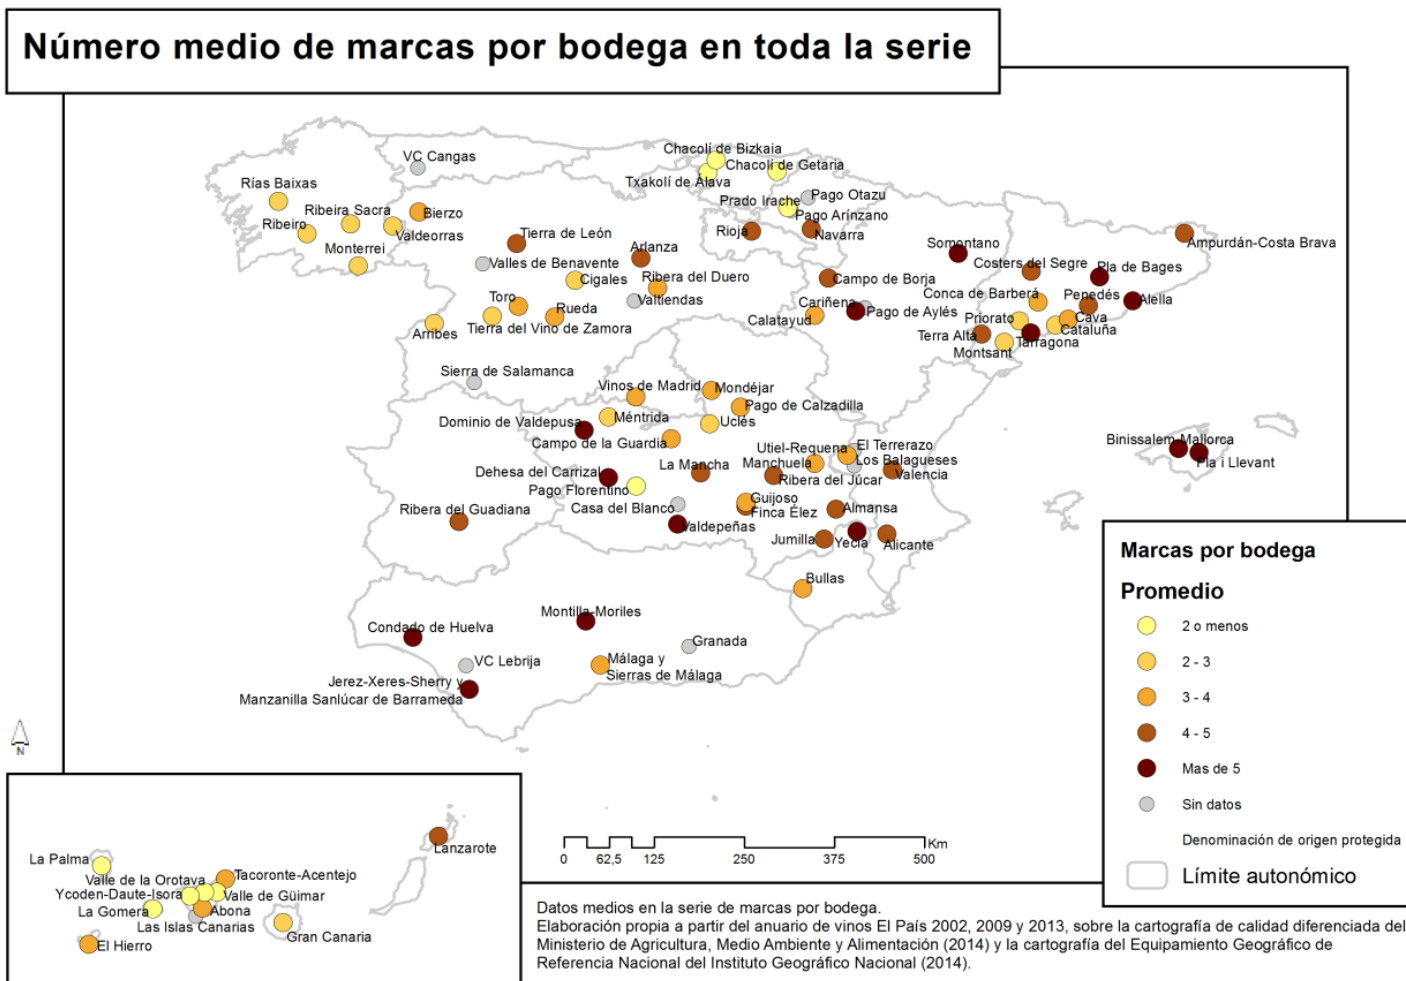 Número medio de marcas por bodega en toda la serie
Chacolí de Bizkaia
VC Cangas
Chacolí de Getaria
Txakolí de Álava
Rías Baixas
Pago Otazu
Prado Irache
Ribeira Sacra
Bierzo
Pago Arínzano
Ribeiro
Valdeorras
Tierra de León
Rioja
Navarra
Monterrei
Arlanza
Somontano
Ampurdán-Costa Brava
Valles de Benavente
Costers del Segre
Pla de Bages
Cigales
Ribera del Duero
Campo de Borja
Toro
Valtiendas
Conca de Barberá
Penedés
Alella
Rueda
Cariñena
Pago de Aylés
Calatayud
Priorato
Cava
Arribes
Tierra del Vino de Zamora
Cataluña
Terra Alta
Tarragona
Montsant
Sierra de Salamanca
Vinos de Madrid
Mondéjar
Pago de Calzadilla
Dominio de Valdepusa
Méntrida
Uclés
Campo de la Guardia
Utiel-Requena
El Terrerazo
Binissalem-Mallorca
Dehesa del Carrizal
La Mancha
Manchuela
Los Balagueses
Pla i Llevant
Pago Florentino
Ribera del Júcar
Valencia
Casa del Blanco
Guijoso
Ribera del Guadiana
Finca Élez
Almansa
Valdepeñas
Jumilla
Yecla
Alicante
Bullas
Montilla-Moriles
Condado de Huelva
Granada
VC Lebrija
Málaga y
Sierras de Málaga
Jerez-Xeres-Sherry y
Manzanilla Sanlúcar de Barrameda
N
Marcas por bodega
Promedio
2 o menos
2 - 3
3 - 4
4 - 5
Mas de 5
Sin datos
Denominación de origen protegida
Límite autonómico
Km
0 62,5 125 250 375 500
Lanzarote
La Palma
Tacoronte-Acentejo
Valle de la Orotava
Ycoden-Daute-Isora
Valle de Güimar
La Gomera
Abona
Las Islas Canarias
Gran Canaria
El Hierro
Datos medios en la serie de marcas por bodega.
Elaboración propia a partir del anuario de vinos El País 2002, 2009 y 2013, sobre la cartografía de calidad diferenciada del
Ministerio de Agricultura, Medio Ambiente y Alimentación (2014) y la cartografía del Equipamiento Geográfico de
Referencia Nacional del Instituto Geográfico Nacional (2014).